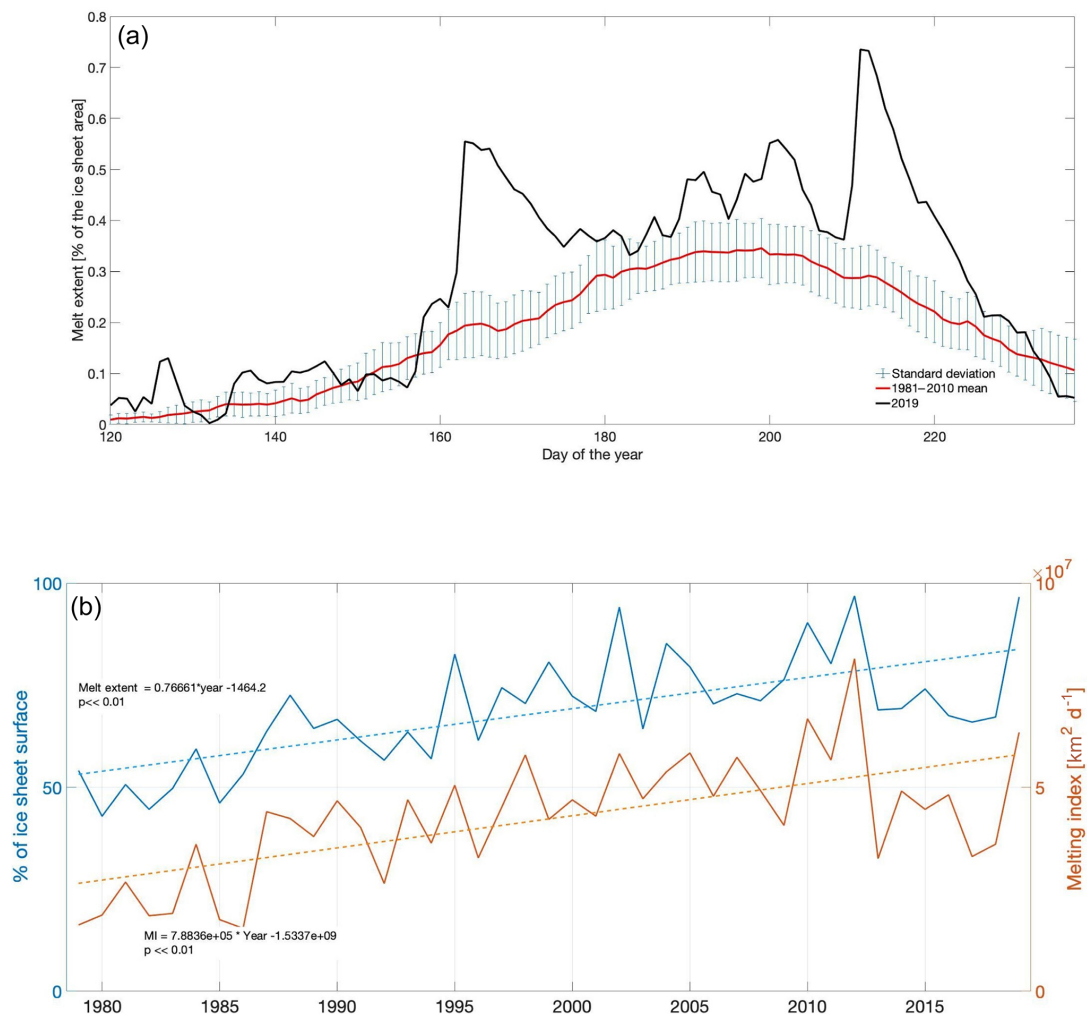 (a)
0.8
0.7
0.6
0.5
0.4
0.3
0.2
0.1
0
Melt extent [% of the ice sheet area]
120 140 160 180 200 220
Day of the year
Standard deviation
1981–2010 mean
2019
(b)
×10⁷
100
50
0
% of ice sheet surface
10
5
0
Melting index [km² d⁻¹]
Melt extent = 0.76661*year -1464.2
p<< 0.01
MI = 7.8836e+05 * Year -1.5337e+09
p << 0.01
1980 1985 1990 1995 2000 2005 2010 2015